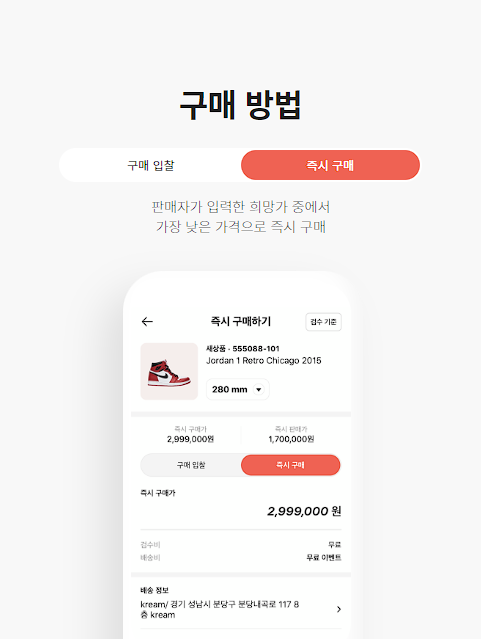 구매 방법
구매 입찰 즉시 구매
판매자가 입력한 희망가 중에서
가장 낮은 가격으로 즉시 구매
즉시 구매하기 검수 기준
새상품 - 555088-101
Jordan 1 Retro Chicago 2015
280 mm
즉시 구매가 즉시 판매가
2,999,000원 1,700,000원
구매 입찰 즉시 구매
즉시 구매가
2,999,000 원
검수비 무료
배송비 무료 이벤트
배송 정보
kream/ 경기 성남시 분당구 분당내곡로 117 8
층 kream